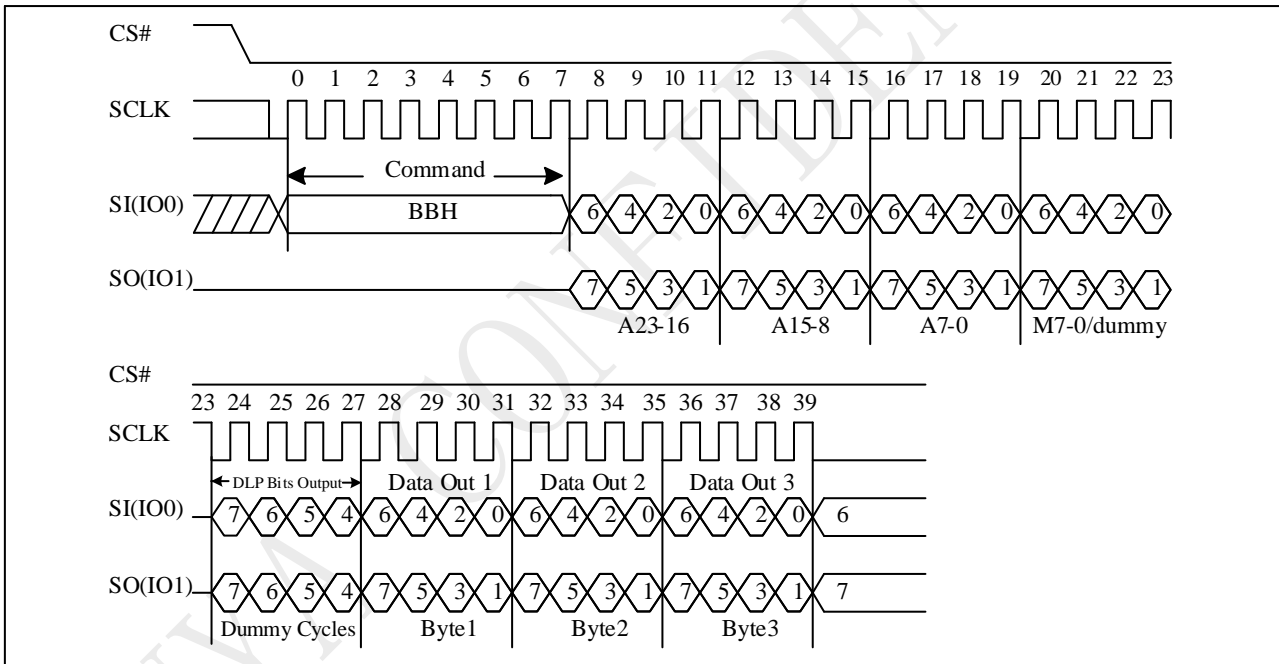 CS#
0 1 2 3 4 5 6 7 8 9 10 11 12 13 14 15 16 17 18 19 20 21 22 23
SCLK
Command
SI(IO0) BBH 6 4 2 0 6 4 2 0 6 4 2 0 6 4 2 0
SO(IO1) 7 5 3 1 7 5 3 1 7 5 3 1 7 5 3 1
A23-16 A15-8 A7-0 M7-0/dummy
CS#
23 24 25 26 27 28 29 30 31 32 33 34 35 36 37 38 39
SCLK
DLP Bits Output Data Out 1 Data Out 2 Data Out 3
SI(IO0) 7 6 5 4 6 4 2 0 6 4 2 0 6 4 2 0 6
SO(IO1) 7 6 5 4 7 5 3 1 7 5 3 1 7 5 3 1 7
Dummy Cycles Byte1 Byte2 Byte3